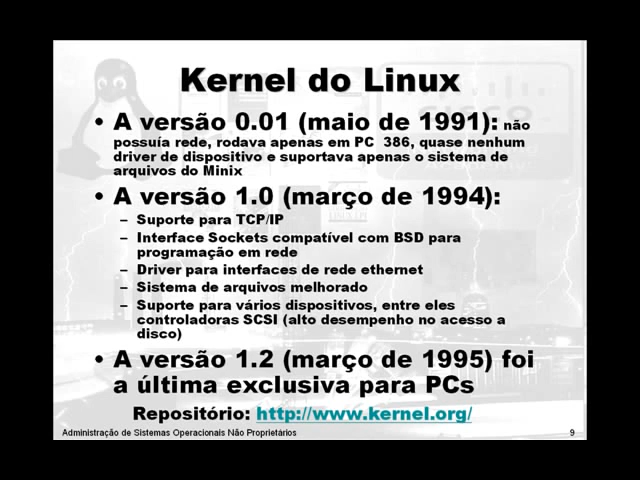 Kernel do Linux
• A versão 0.01 (maio de 1991): não
possuía rede, rodava apenas em PC 386, quase nenhum
driver de dispositivo e suportava apenas o sistema de
arquivos do Minix
• A versão 1.0 (março de 1994):
– Suporte para TCP/IP
– Interface Sockets compatível com BSD para
programação em rede
– Driver para interfaces de rede ethernet
– Sistema de arquivos melhorado
– Suporte para vários dispositivos, entre eles
controladoras SCSI (alto desempenho no acesso a
disco)
• A versão 1.2 (março de 1995) foi
a última exclusiva para PCs
Repositório: http://www.kernel.org/
Administração de Sistemas Operacionais Não Proprietários
9